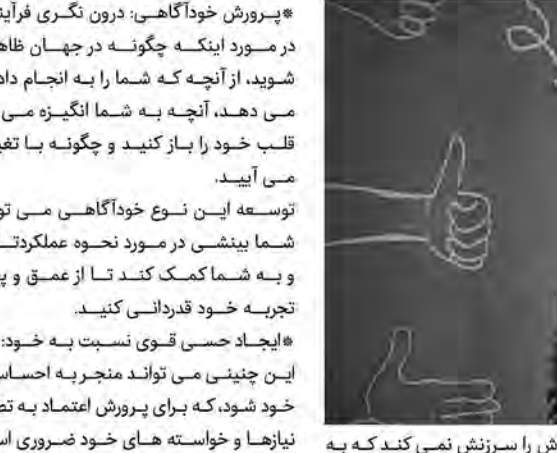 *پرورش خودآگاهی: درون نگری فرآین
در مورد اینکه چگونه در جهان ظاه
شوید، از آنچه که شما را به انجام داد
می دهد، آنچه به شما انگیزه می
قلب خود را باز کنید و چگونه با تغی
می آیید.
توسعه این نوع خودآگاهی می تو
شما بینشی در مورد نحوه عملکردت
و به شما کمک کند تا از عمق و پی
تجربه خود قدردانی کنید.
*ایجاد حسی قوی نسبت به خود:
این چنینی می تواند منجر به احساس
خود شود، که برای پرورش اعتماد به تص
نیازها و خواسته های خود ضروری اس
ش را سرزنش نمی کند که به